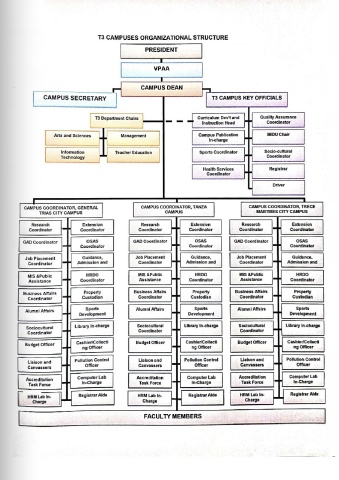 T3 CAMPUSES ORGANIZATIONAL STRUCTURE
PRESIDENT
VPAA
CAMPUS DEAN
CAMPUS SECRETARY
T3 CAMPUS KEY OFFICIALS
T3 Department Chairs
Arts and Sciences
Management
Information
Technology
Teacher Education
Curriculum Dev't and
Instruction Head
Quality Assurance
Coordinator
Campus Publication
In-charge
MIDU Chair
Sports Coordinator
Socio-cultural
Coordinator
Health Services
Coordinator
Registrar
Driver
CAMPUS COORDINATOR, GENERAL
TRIAS CITY CAMPUS
Research
Coordinator
Extension
Coordinator
GAD Coordinator
OSAS
Coordinator
Job Placement
Coordinator
Guidance,
Admission and
MIS &Public
Assistance
HRDO
Coordinator
Business Affairs
Coordinator
Property
Custodian
Alumni Affairs
Sports
Development
Sociocultural
Coordinator
Library in-charge
Budget Officer
Cashier/Collecti
ng Officer
Liaison and
Canvassers
Pollution Control
Officer
Accreditation
Task Force
Computer Lab
In-Charge
HRM Lab In-
Charge
Registrar Aide
CAMPUS COORDINATOR, TANZA
CAMPUS
Research
Coordinator
Extension
Coordinator
GAD Coordinator
OSAS
Coordinator
Job Placement
Coordinator
Guidance,
Admission and
MIS &Public
Assistance
HRDO
Coordinator
Business Affairs
Coordinator
Property
Custodian
Alumni Affairs
Sports
Development
Sociocultural
Coordinator
Library in-charge
Budget Officer
Cashier/Collecti
ng Officer
Liaison and
Canvassers
Pollution Control
Officer
Accreditation
Task Force
Computer Lab
In-Charge
HRM Lab In-
Charge
Registrar Aide
CAMPUS COORDINATOR, TRECE
MARTIRES CITY CAMPUS
Research
Coordinator
Extension
Coordinator
GAD Coordinator
OSAS
Coordinator
Job Placement
Coordinator
Guidance,
Admission and
MIS &Public
Assistance
HRDO
Coordinator
Business Affairs
Coordinator
Property
Custodian
Alumni Affairs
Sports
Development
Sociocultural
Coordinator
Library in-charge
Budget Officer
Cashier/Collecti
ng Officer
Liaison and
Canvassers
Pollution Control
Officer
Accreditation
Task Force
Computer Lab
In-Charge
HRM Lab In-
Charge
Registrar Aide
FACULTY MEMBERS